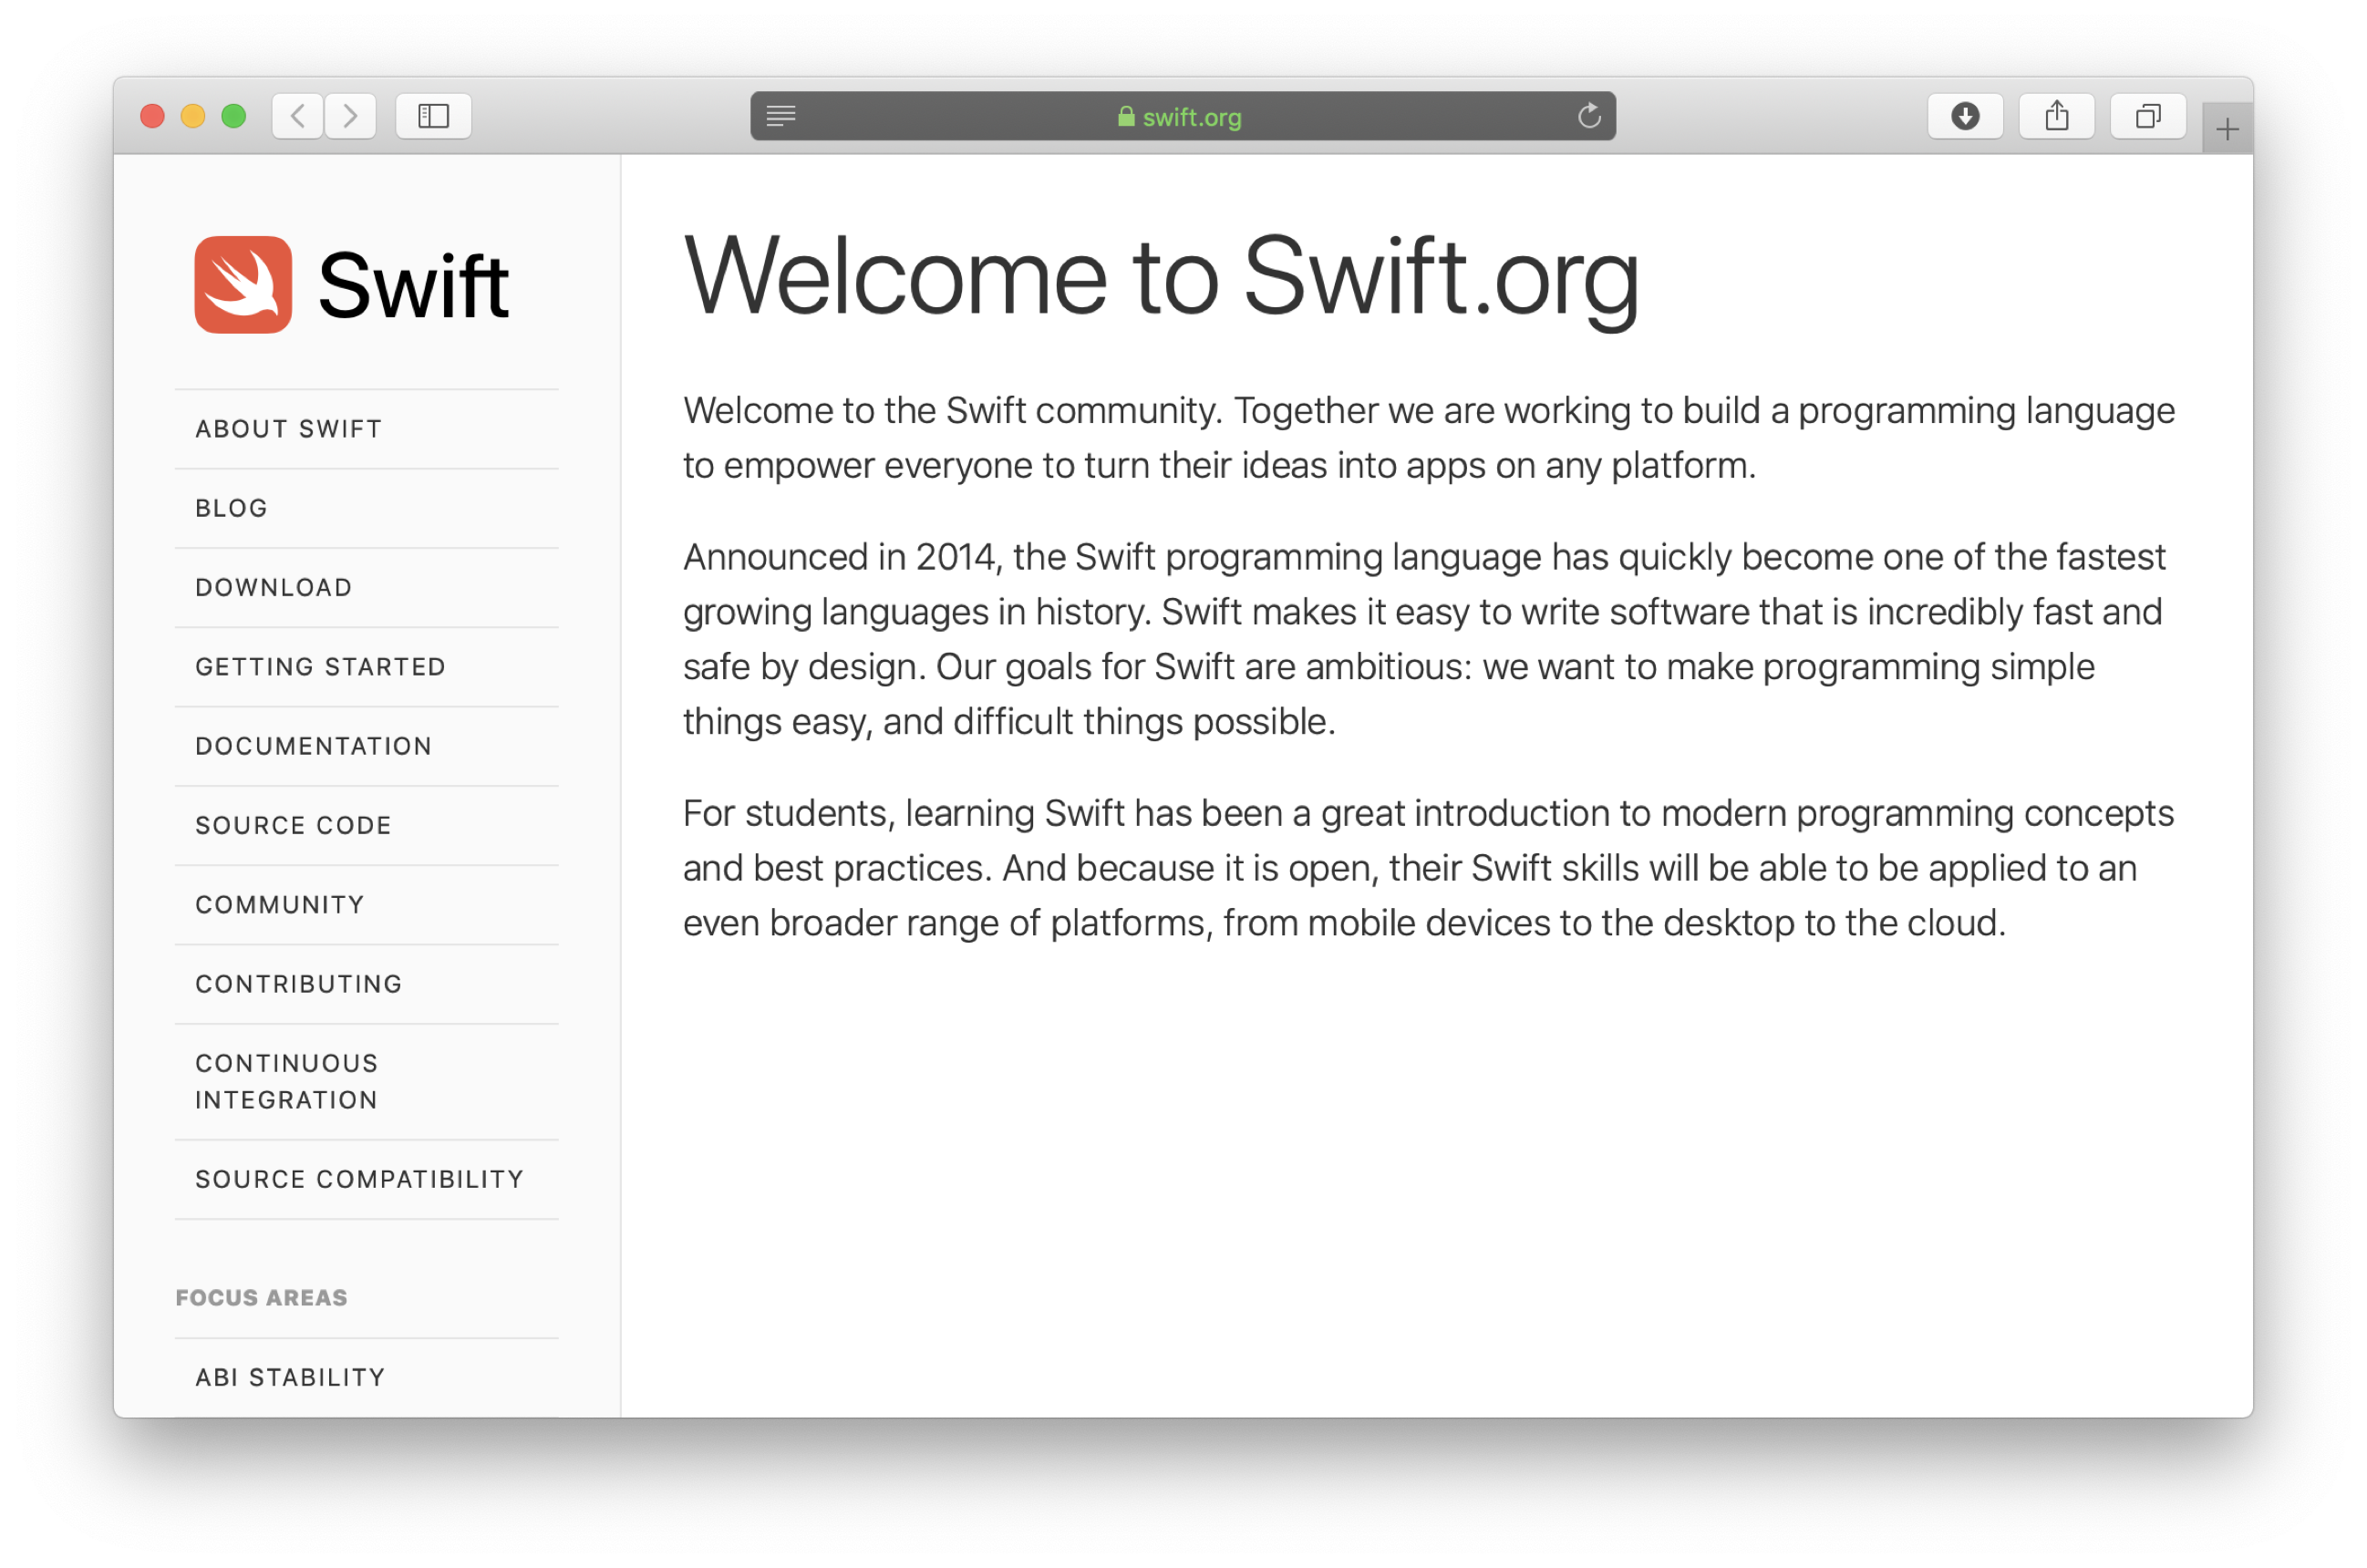 swift.org
Swift
ABOUT SWIFT
BLOG
DOWNLOAD
GETTING STARTED
DOCUMENTATION
SOURCE CODE
COMMUNITY
CONTRIBUTING
CONTINUOUS
INTEGRATION
SOURCE COMPATIBILITY
FOCUS AREAS
ABI STABILITY
Welcome to Swift.org
Welcome to the Swift community. Together we are working to build a programming language
to empower everyone to turn their ideas into apps on any platform.
Announced in 2014, the Swift programming language has quickly become one of the fastest
growing languages in history. Swift makes it easy to write software that is incredibly fast and
safe by design. Our goals for Swift are ambitious: we want to make programming simple
things easy, and difficult things possible.
For students, learning Swift has been a great introduction to modern programming concepts
and best practices. And because it is open, their Swift skills will be able to be applied to an
even broader range of platforms, from mobile devices to the desktop to the cloud.